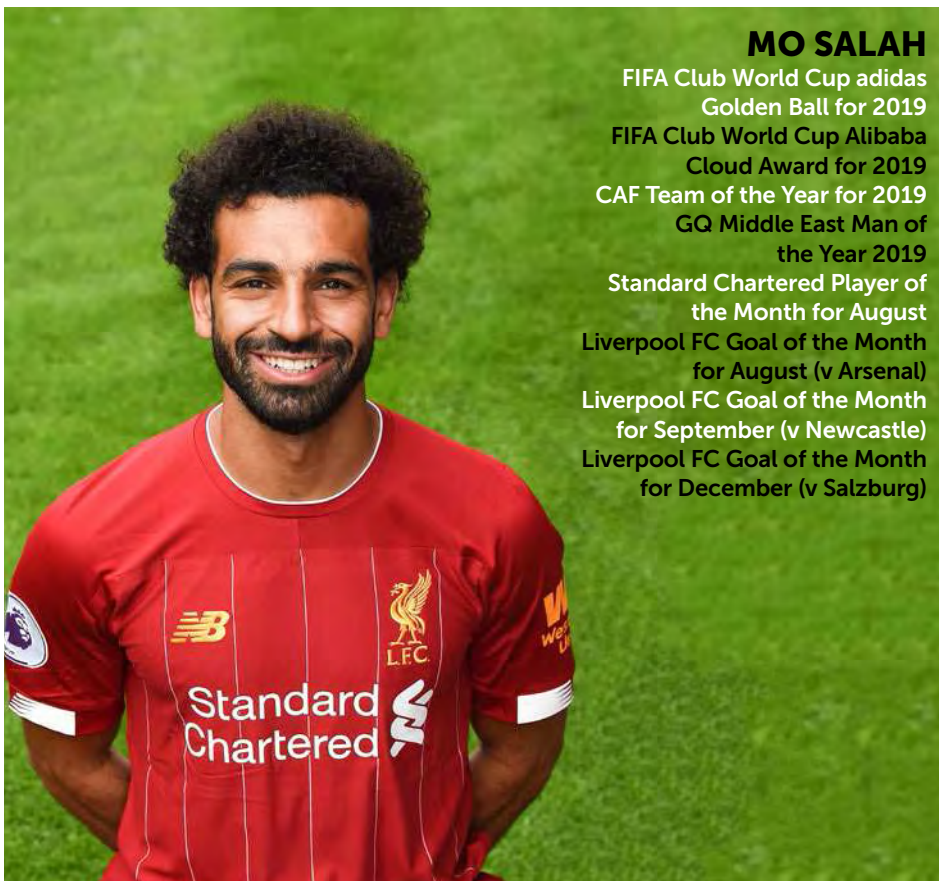 MO SALAH
FIFA Club World Cup adidas
Golden Ball for 2019
FIFA Club World Cup Alibaba
Cloud Award for 2019
CAF Team of the Year for 2019
GQ Middle East Man of
the Year 2019
Standard Chartered Player of
the Month for August
Liverpool FC Goal of the Month
for August (v Arsenal)
Liverpool FC Goal of the Month
for September (v Newcastle)
Liverpool FC Goal of the Month
for December (v Salzburg)
NB
L.F.C.
Standard
Chartered